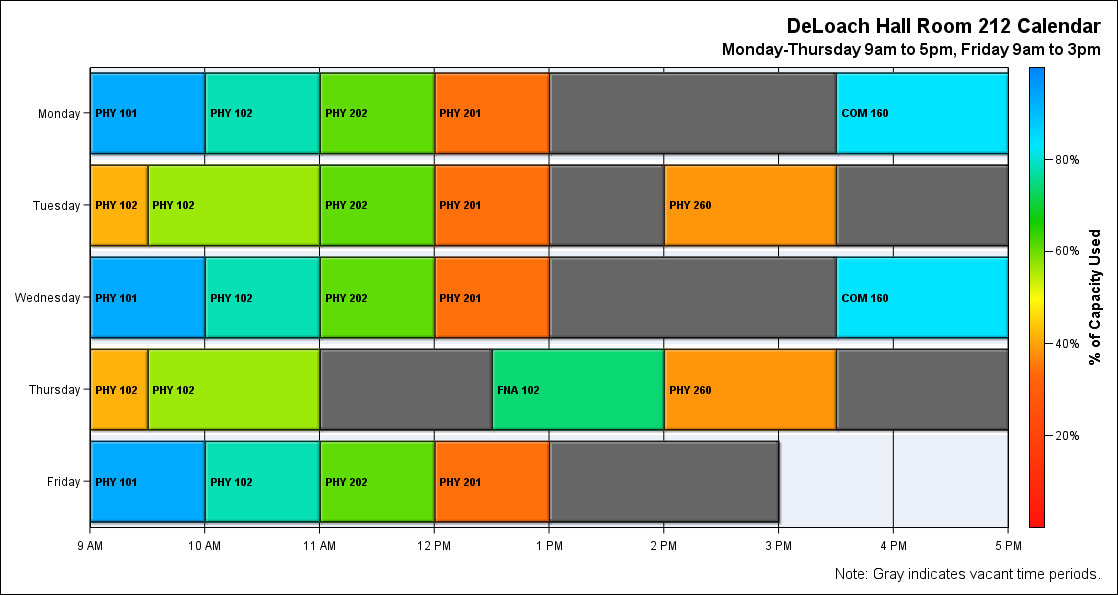 DeLoach Hall Room 212 Calendar
Monday-Thursday 9am to 5pm, Friday 9am to 3pm
Monday PHY 101 PHY 102 PHY 202 PHY 201 COM 160
80%
Tuesday PHY 102 PHY 102 PHY 202 PHY 201 PHY 260
60%
% of Capacity Used
Wednesday PHY 101 PHY 102 PHY 202 PHY 201 COM 160
40%
Thursday PHY 102 PHY 102 FNA 102 PHY 260
20%
Friday PHY 101 PHY 102 PHY 202 PHY 201
9 AM 10 AM 11 AM 12 PM 1 PM 2 PM 3 PM 4 PM 5 PM
Note: Gray indicates vacant time periods.